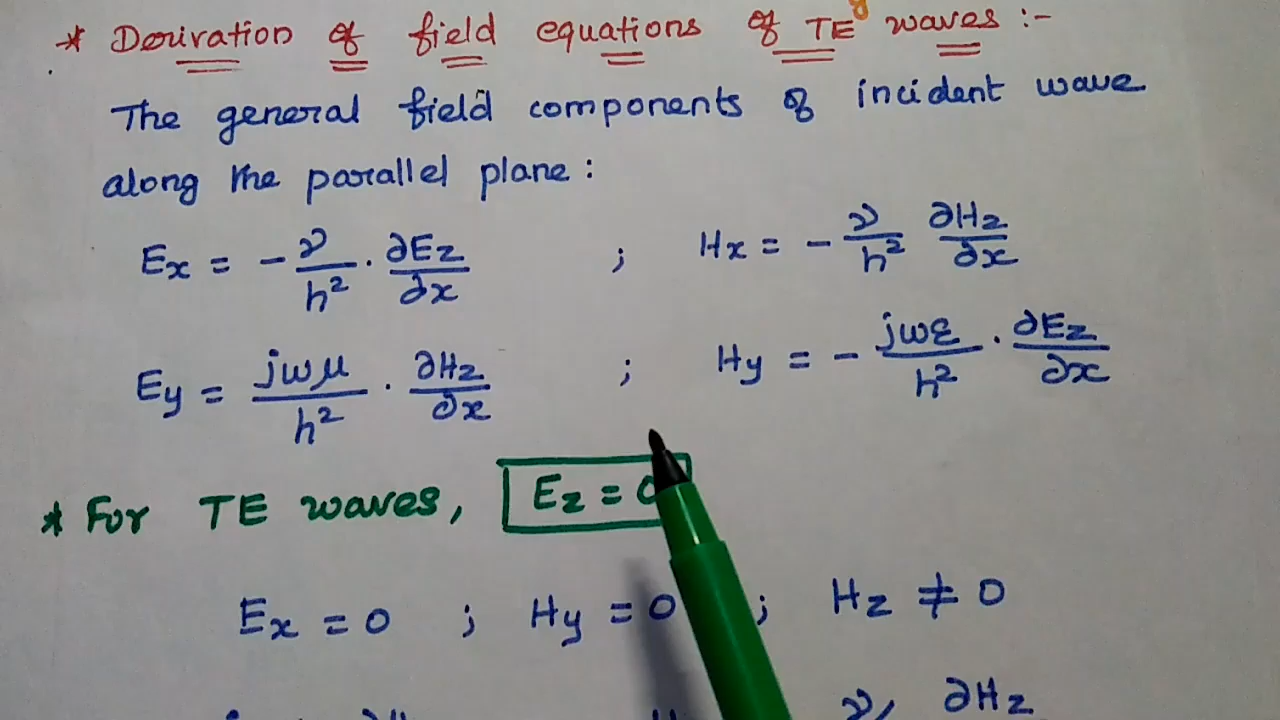 * Derivation of field equations of TE waves :-
The general field components of incident wave
along the parallel plane :
Ex = - γ/h² . ∂Ez/∂x ; Hx = - γ/h² ∂Hz/∂x
Ey = jωμ/h² . ∂Hz/∂x ; Hy = - jωε/h² . ∂Ez/∂x
* For TE waves, Ez = 0
Ex = 0 ; Hy = 0 ; Hz ≠ 0
γ ∂Hz